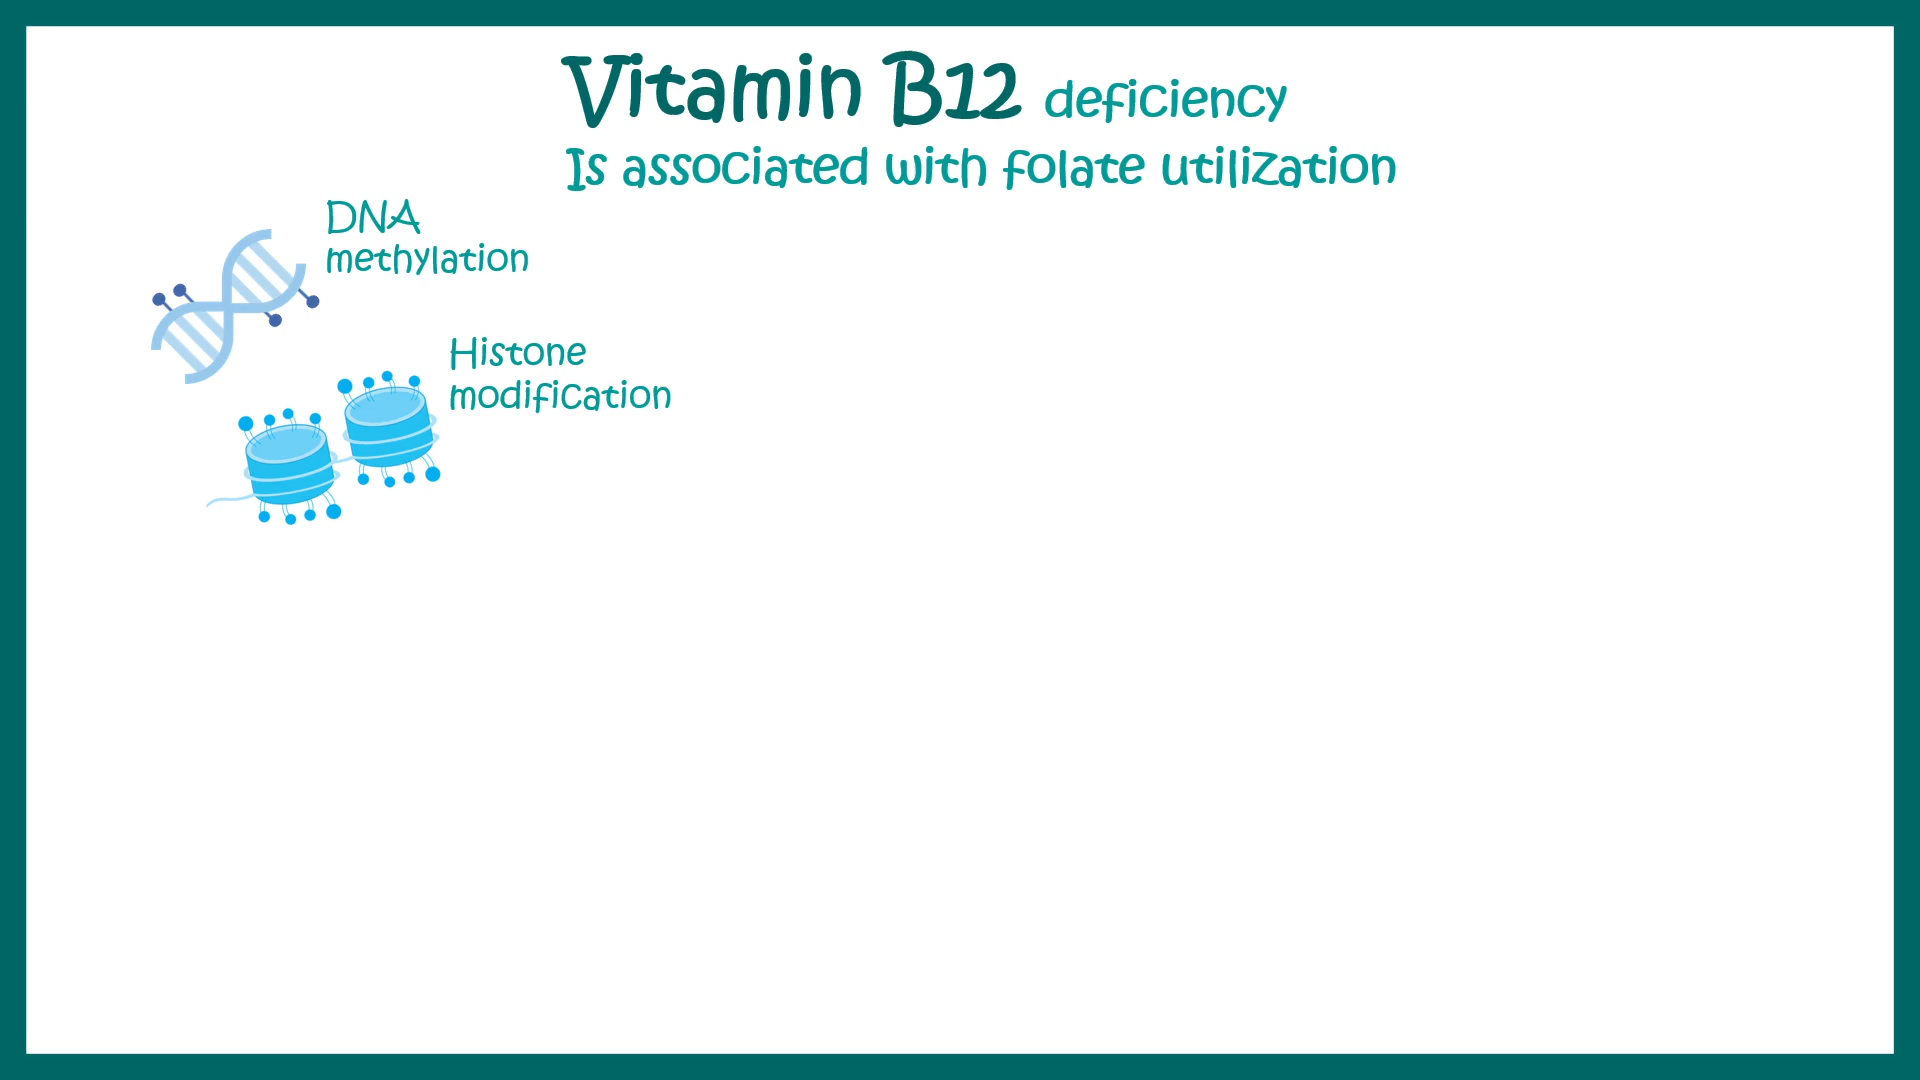 Vitamin B12 deficiency
Is associated with folate utilization
DNA
methylation
Histone
modification